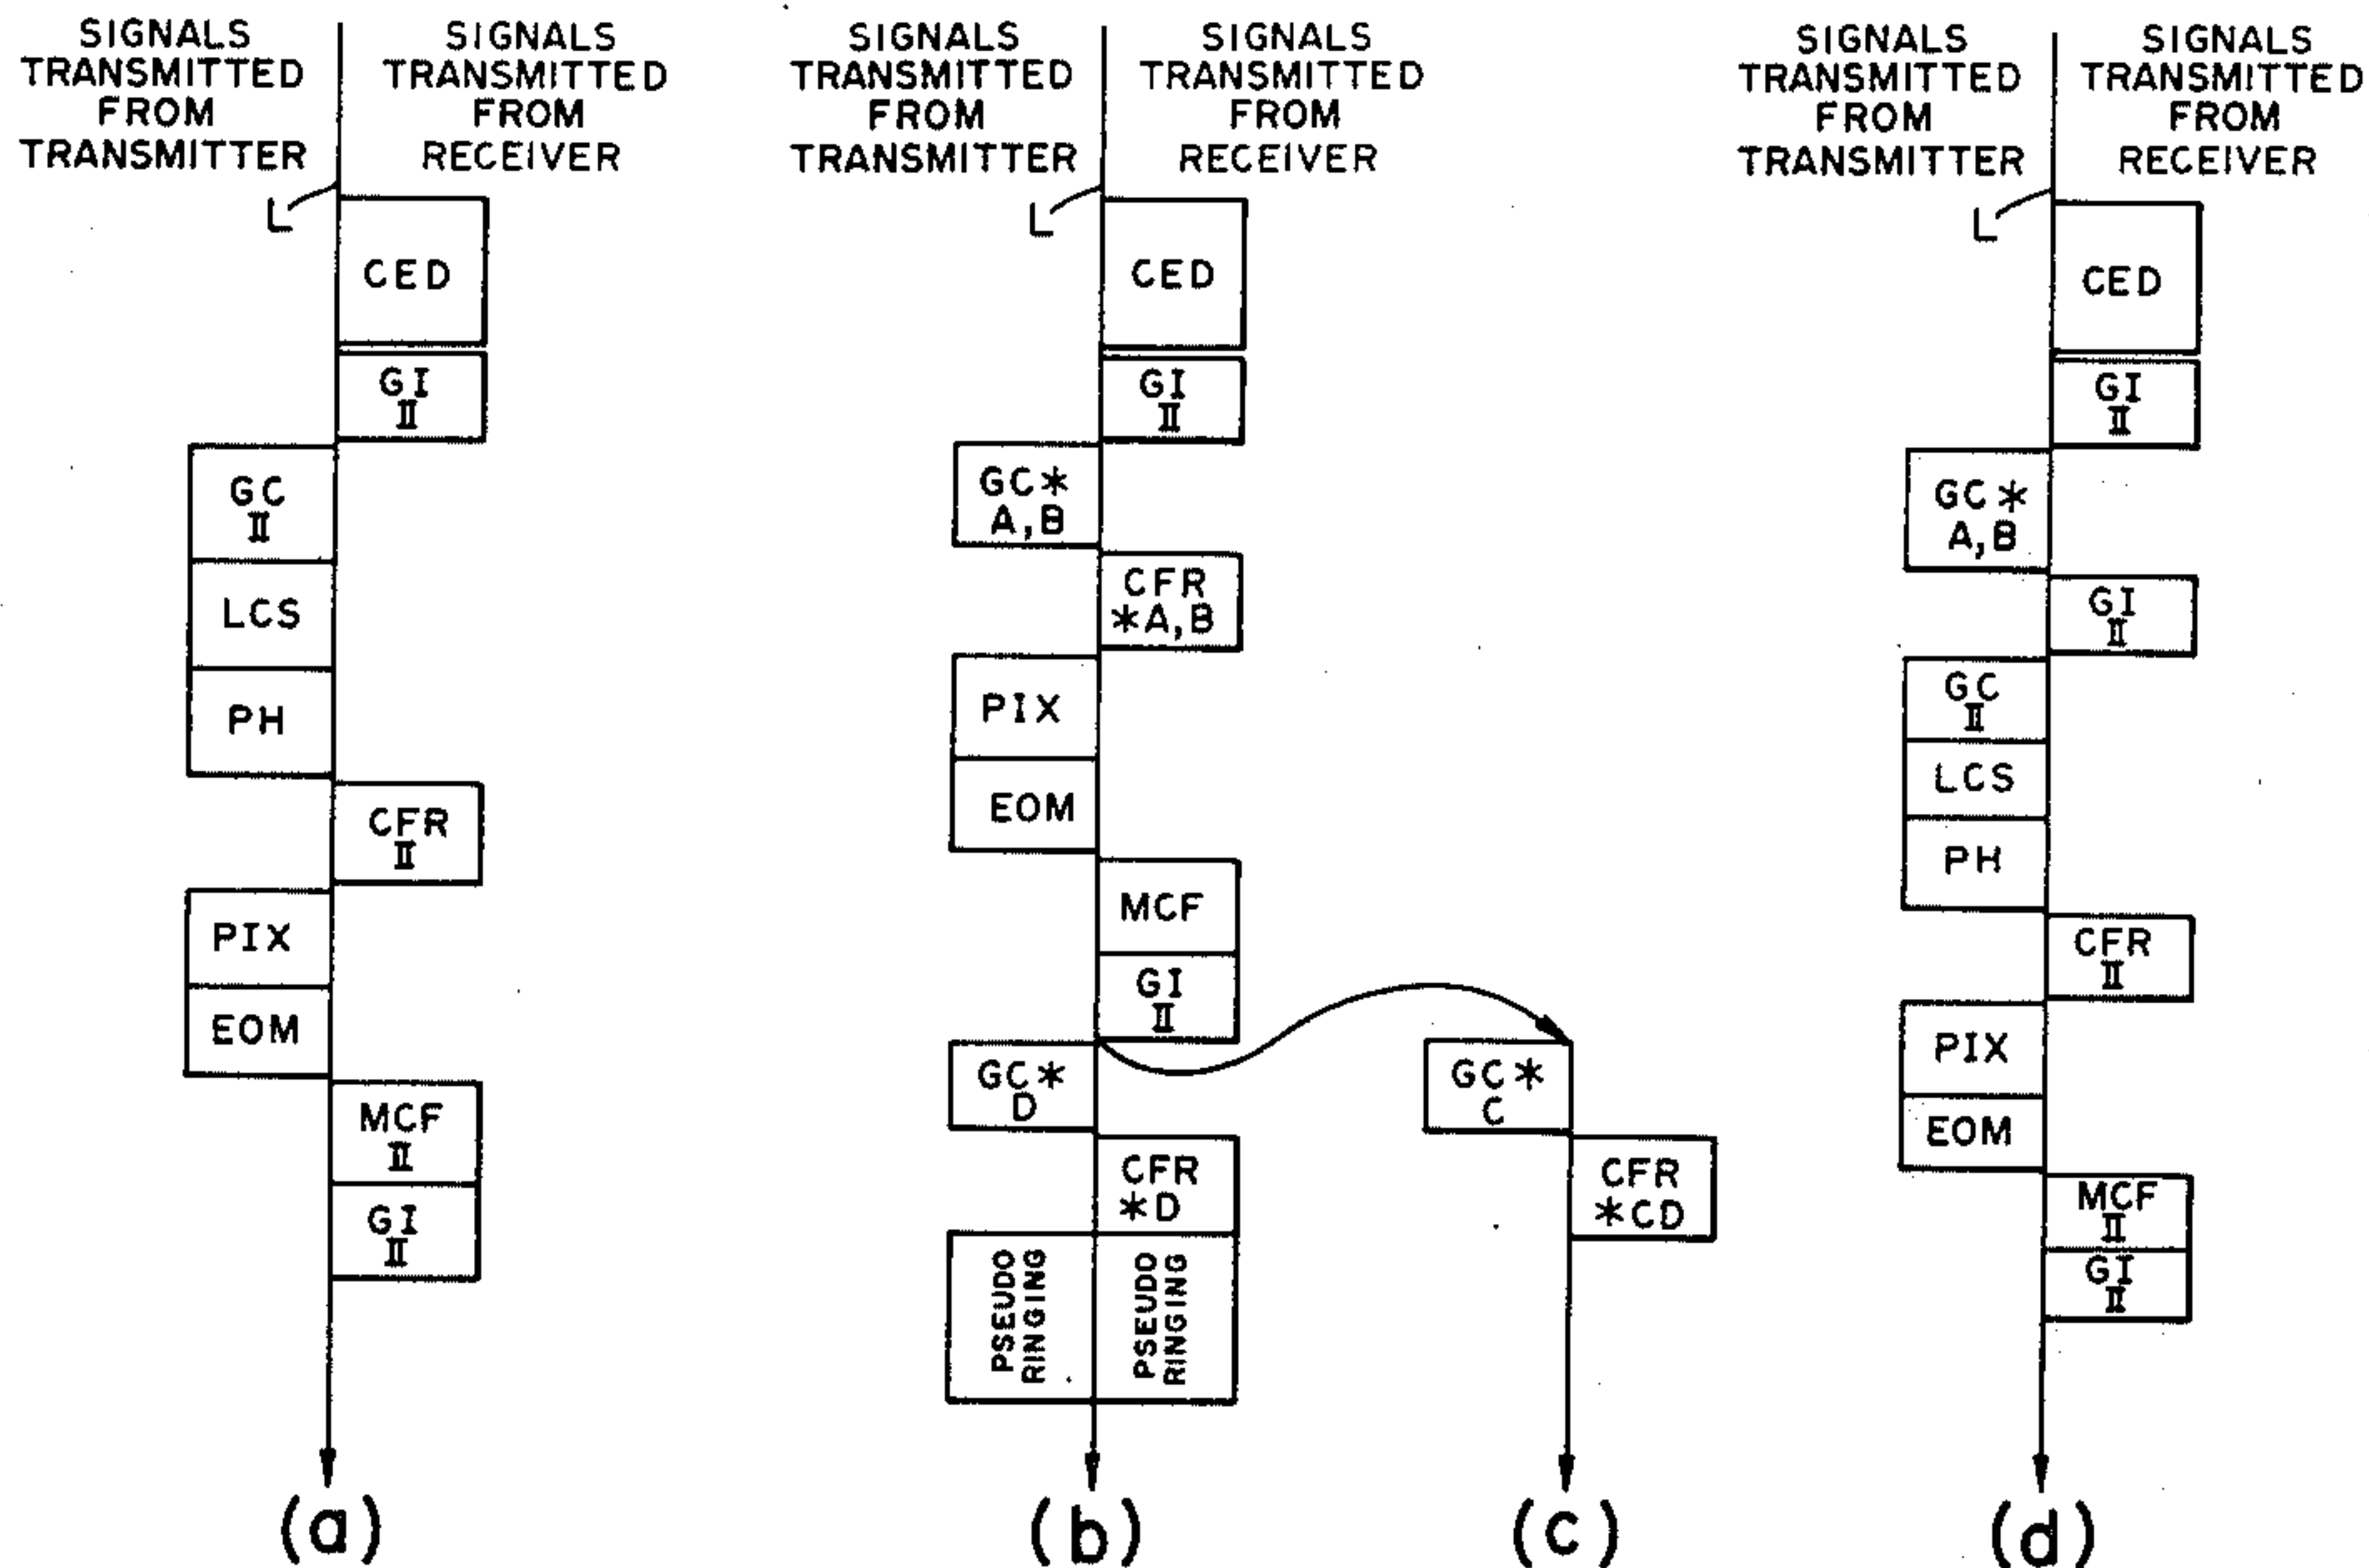 SIGNALS
TRANSMITTED
FROM
TRANSMITTER
SIGNALS
TRANSMITTED
FROM
RECEIVER
L
CED
GI
II
GC
II
LCS
PH
CFR
II
PIX
EOM
MCF
II
GI
II
(a)
SIGNALS
TRANSMITTED
FROM
TRANSMITTER
SIGNALS
TRANSMITTED
FROM
RECEIVER
L
CED
GI
II
GC*
A,B
CFR
*A,B
PIX
EOM
MCF
GI
II
GC*
D
CFR
*D
PSEUDO
RINGING
PSEUDO
RINGING
(b)
GC*
C
CFR
*CD
(c)
SIGNALS
TRANSMITTED
FROM
TRANSMITTER
SIGNALS
TRANSMITTED
FROM
RECEIVER
L
CED
GI
II
GC*
A,B
GI
II
GC
II
LCS
PH
CFR
II
PIX
EOM
MCF
II
GI
II
(d)